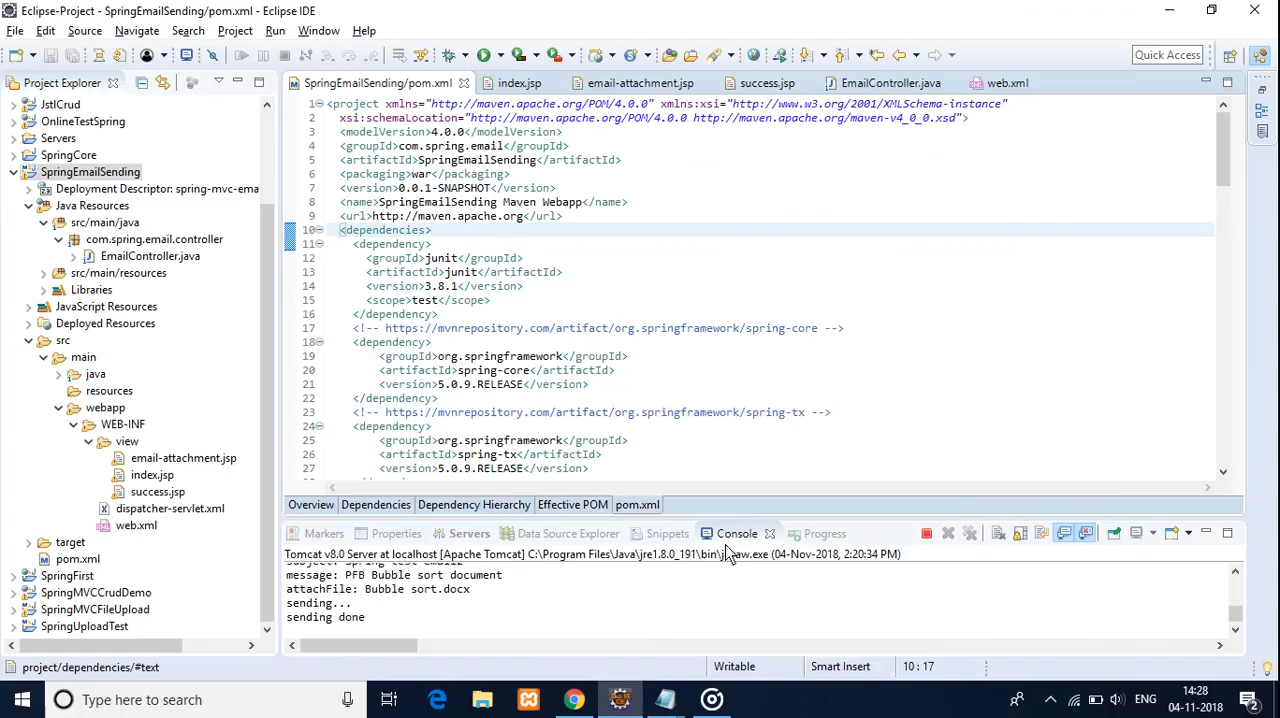 Eclipse-Project - SpringEmailSending/pom.xml - Eclipse IDE
File Edit Source Navigate Search Project Run Window Help
Quick Access
Project Explorer
JstlCrud
OnlineTestSpring
Servers
SpringCore
SpringEmailSending
Deployment Descriptor: spring-mvc-ema
Java Resources
src/main/java
com.spring.email.controller
EmailController.java
src/main/resources
Libraries
JavaScript Resources
Deployed Resources
src
main
java
resources
webapp
WEB-INF
view
email-attachment.jsp
index.jsp
success.jsp
dispatcher-servlet.xml
web.xml
target
pom.xml
SpringFirst
SpringMVCCrudDemo
SpringMVCFileUpload
SpringUploadTest
SpringEmailSending/pom.xml index.jsp email-attachment.jsp success.jsp EmailController.java web.xml
1 <project xmlns="http://maven.apache.org/POM/4.0.0" xmlns:xsi="http://www.w3.org/2001/XMLSchema-instance"
2 xsi:schemaLocation="http://maven.apache.org/POM/4.0.0 http://maven.apache.org/maven-v4_0_0.xsd">
3 <modelVersion>4.0.0</modelVersion>
4 <groupId>com.spring.email</groupId>
5 <artifactId>SpringEmailSending</artifactId>
6 <packaging>war</packaging>
7 <version>0.0.1-SNAPSHOT</version>
8 <name>SpringEmailSending Maven Webapp</name>
9 <url>http://maven.apache.org</url>
10 <dependencies>
11 <dependency>
12 <groupId>junit</groupId>
13 <artifactId>junit</artifactId>
14 <version>3.8.1</version>
15 <scope>test</scope>
16 </dependency>
17 <!-- https://mvnrepository.com/artifact/org.springframework/spring-core -->
18 <dependency>
19 <groupId>org.springframework</groupId>
20 <artifactId>spring-core</artifactId>
21 <version>5.0.9.RELEASE</version>
22 </dependency>
23 <!-- https://mvnrepository.com/artifact/org.springframework/spring-tx -->
24 <dependency>
25 <groupId>org.springframework</groupId>
26 <artifactId>spring-tx</artifactId>
27 <version>5.0.9.RELEASE</version>
Overview Dependencies Dependency Hierarchy Effective POM pom.xml
Markers Properties Servers Data Source Explorer Snippets Console Progress
Tomcat v8.0 Server at localhost [Apache Tomcat] C:\Program Files\Java\jre1.8.0_191\bin\javaw.exe (04-Nov-2018, 2:20:34 PM)
subject: Spring test email2
message: PFB Bubble sort document
attachFile: Bubble sort.docx
sending...
sending done
project/dependencies/#text
Writable Smart Insert 10 : 17
Type here to search
ENG
14:28
04-11-2018
2